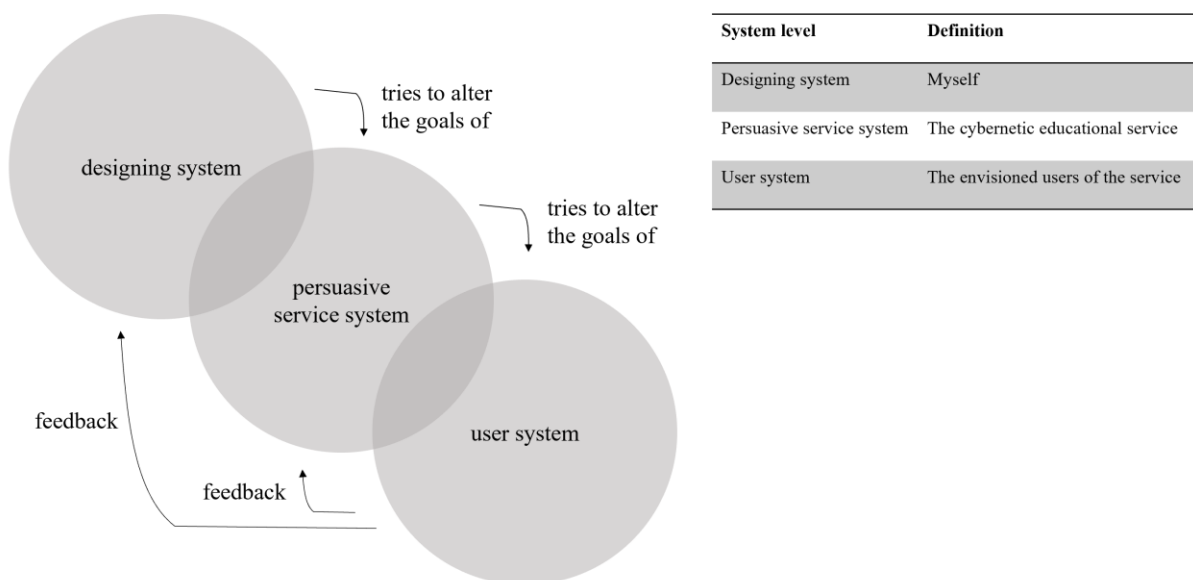 designing system
tries to alter
the goals of
persuasive
service system
tries to alter
the goals of
user system
feedback
feedback
System level Definition
Designing system Myself
Persuasive service system The cybernetic educational service
User system The envisioned users of the service